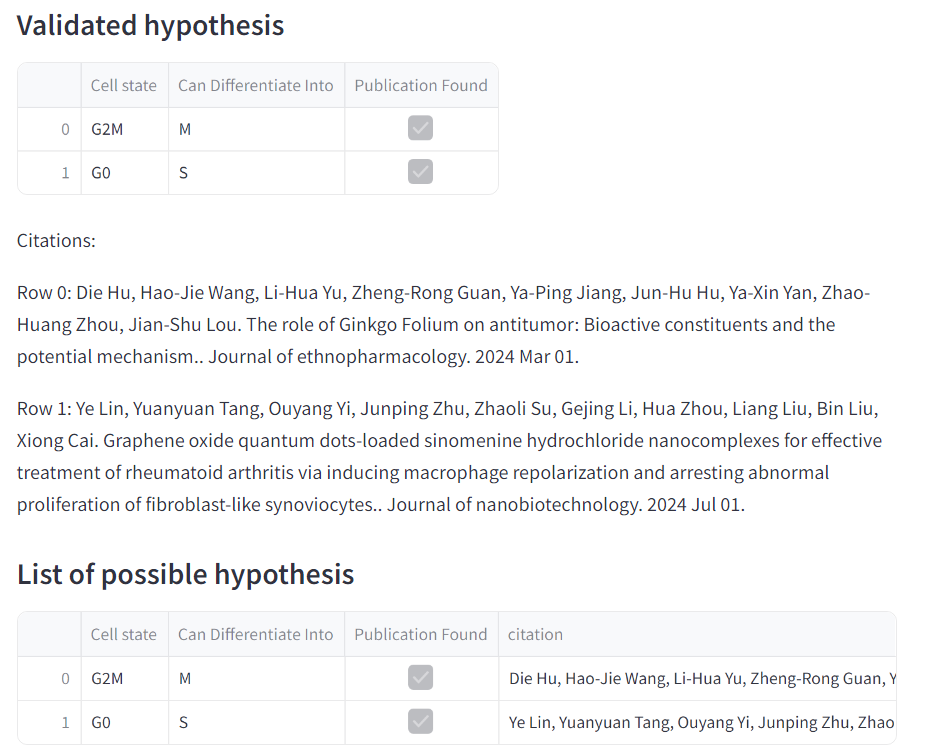 Validated hypothesis
Cell state Can Differentiate Into Publication Found
0 G2M M
1 G0 S
Citations:
Row 0: Die Hu, Hao-Jie Wang, Li-Hua Yu, Zheng-Rong Guan, Ya-Ping Jiang, Jun-Hu Hu, Ya-Xin Yan, Zhao-
Huang Zhou, Jian-Shu Lou. The role of Ginkgo Folium on antitumor: Bioactive constituents and the
potential mechanism.. Journal of ethnopharmacology. 2024 Mar 01.
Row 1: Ye Lin, Yuanyuan Tang, Ouyang Yi, Junping Zhu, Zhaoli Su, Gejing Li, Hua Zhou, Liang Liu, Bin Liu,
Xiong Cai. Graphene oxide quantum dots-loaded sinomenine hydrochloride nanocomplexes for effective
treatment of rheumatoid arthritis via inducing macrophage repolarization and arresting abnormal
proliferation of fibroblast-like synoviocytes.. Journal of nanobiotechnology. 2024 Jul 01.
List of possible hypothesis
Cell state Can Differentiate Into Publication Found citation
0 G2M M Die Hu, Hao-Jie Wang, Li-Hua Yu, Zheng-Rong Guan, Y
1 G0 S Ye Lin, Yuanyuan Tang, Ouyang Yi, Junping Zhu, Zhao